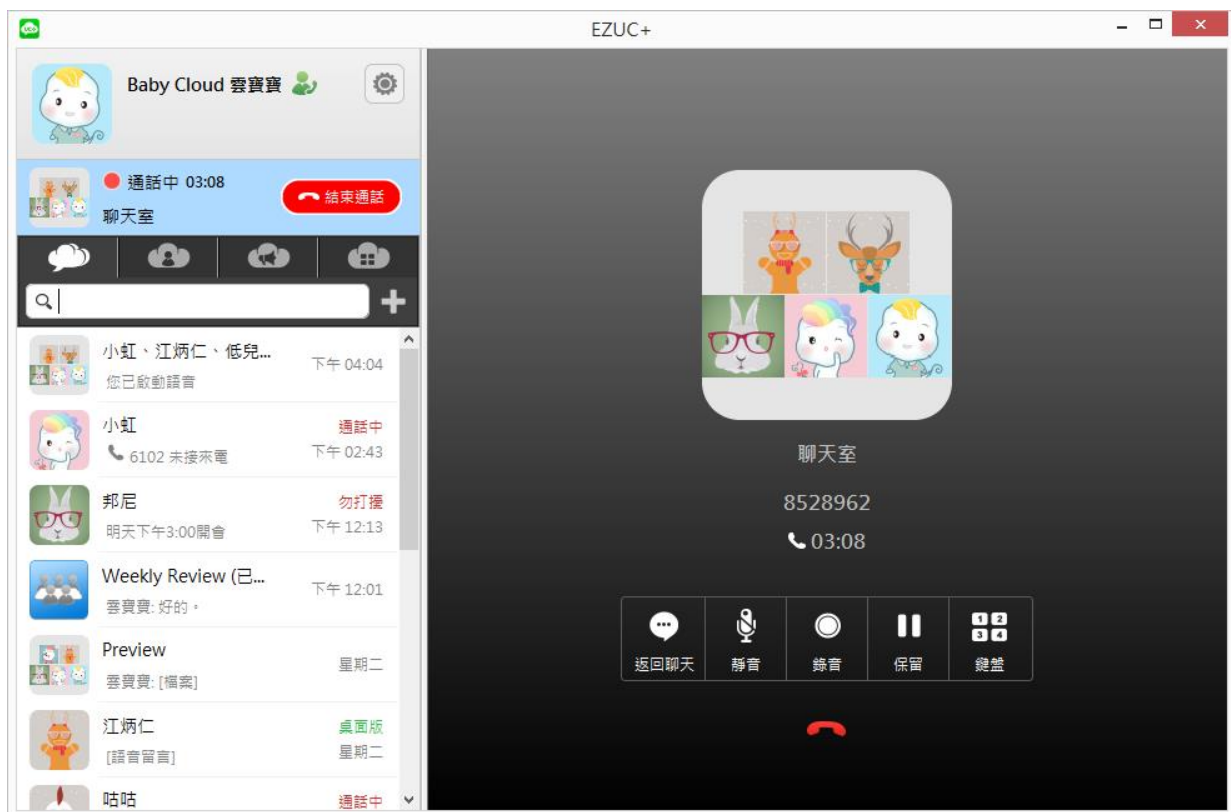 EZUC+
Baby Cloud 雲寶寶
通話中 03:08
聊天室
結束通話
小虹、江炳仁、低兒...
下午 04:04
您已啟動語音
小虹
通話中
6102 未接來電
下午 02:43
邦尼
勿打擾
明天下午3:00開會
下午 12:13
Weekly Review (已...
下午 12:01
雲寶寶: 好的。
Preview
星期二
雲寶寶: [檔案]
江炳仁
桌面版
[語音留言]
星期二
咕咕
通話中
聊天室
8528962
03:08
1 2
3 4
返回聊天
靜音
錄音
保留
鍵盤